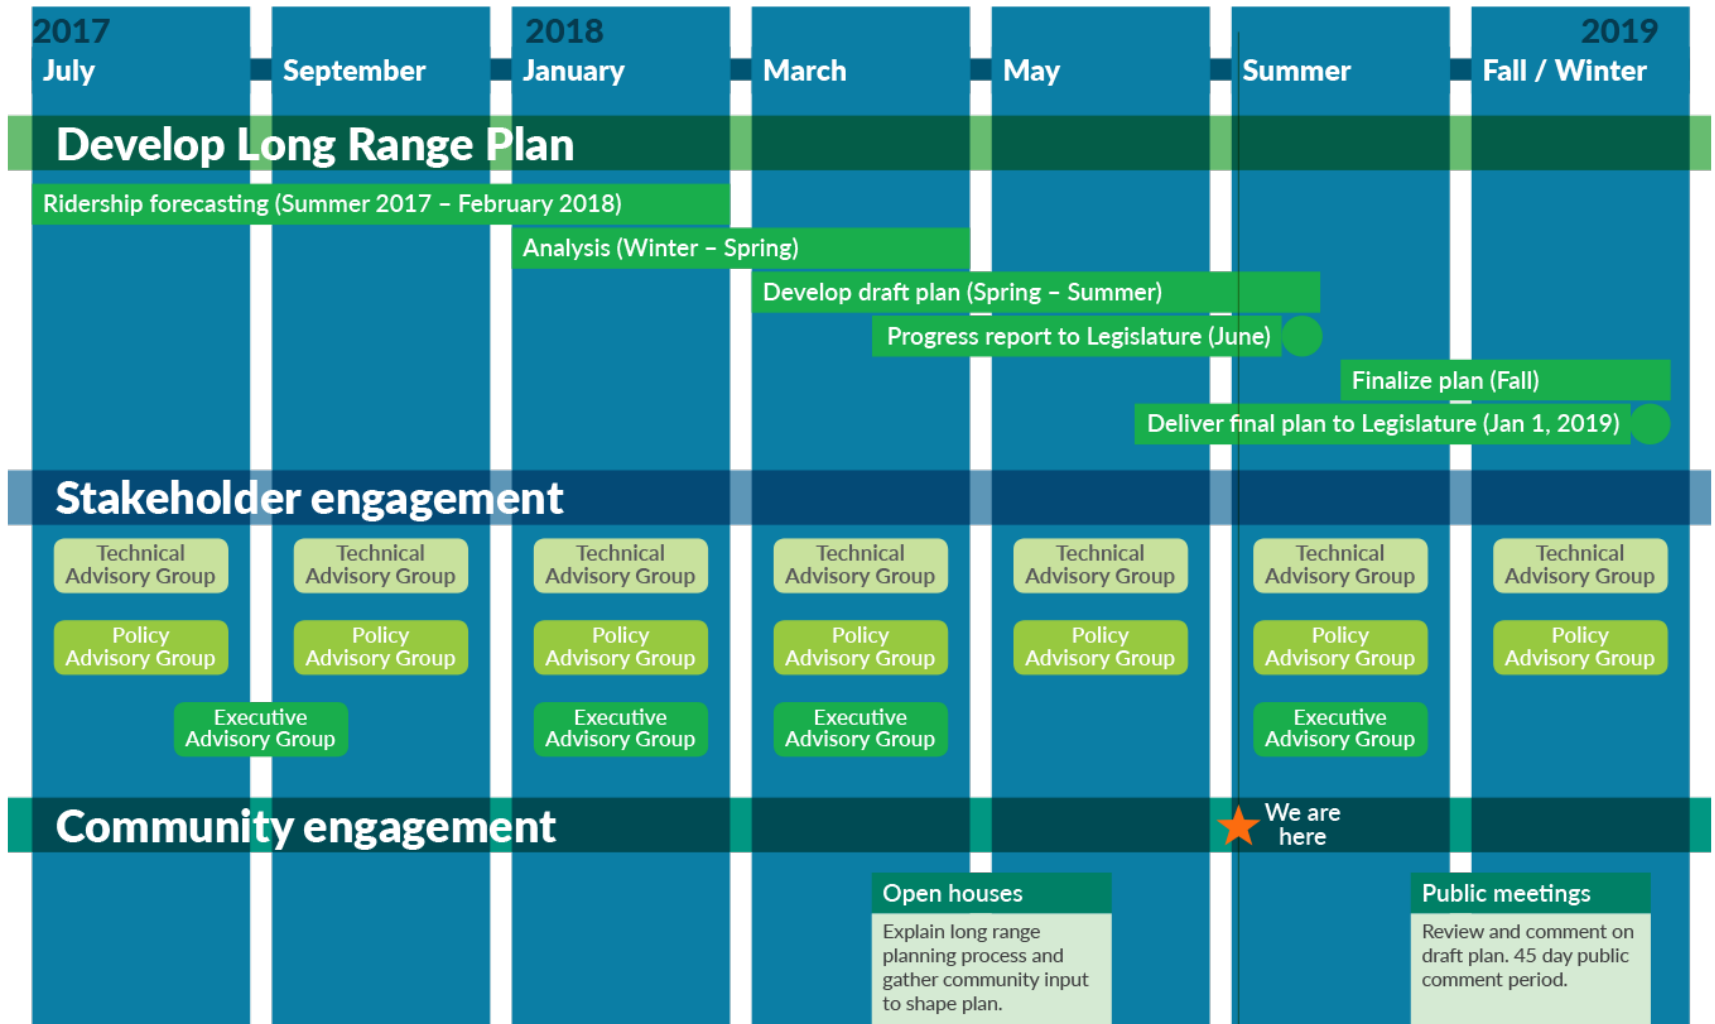 2017 2018 2019
July September January March May Summer Fall / Winter
Develop Long Range Plan
Ridership forecasting (Summer 2017 – February 2018)
Analysis (Winter – Spring)
Develop draft plan (Spring – Summer)
Progress report to Legislature (June)
Finalize plan (Fall)
Deliver final plan to Legislature (Jan 1, 2019)
Stakeholder engagement
Technical Technical Technical Technical Technical Technical Technical
Advisory Group Advisory Group Advisory Group Advisory Group Advisory Group Advisory Group Advisory Group
Policy Policy Policy Policy Policy Policy Policy
Advisory Group Advisory Group Advisory Group Advisory Group Advisory Group Advisory Group Advisory Group
Executive Executive Executive Executive
Advisory Group Advisory Group Advisory Group Advisory Group
Community engagement
We are
here
Open houses
Explain long range
planning process and
gather community input
to shape plan.
Public meetings
Review and comment on
draft plan. 45 day public
comment period.